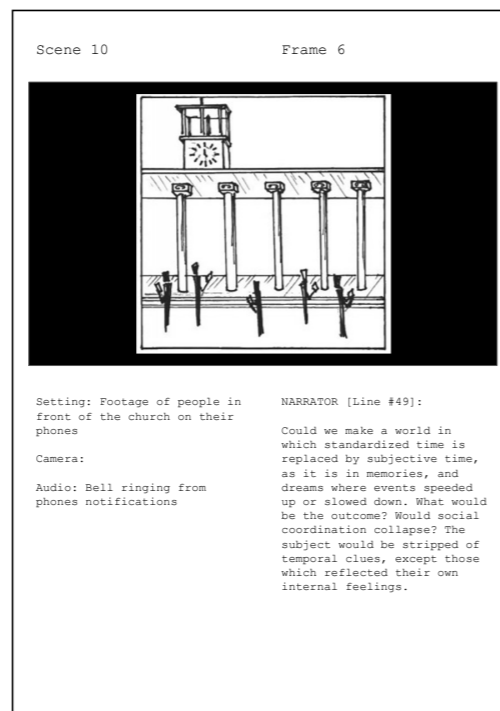 Scene 10
Frame 6
Setting: Footage of people in
front of the church on their
phones
Camera:
Audio: Bell ringing from
phones notifications
NARRATOR [Line #49]:
Could we make a world in
which standardized time is
replaced by subjective time,
as it is in memories, and
dreams where events speeded
up or slowed down. What would
be the outcome? Would social
coordination collapse? The
subject would be stripped of
temporal clues, except those
which reflected their own
internal feelings.